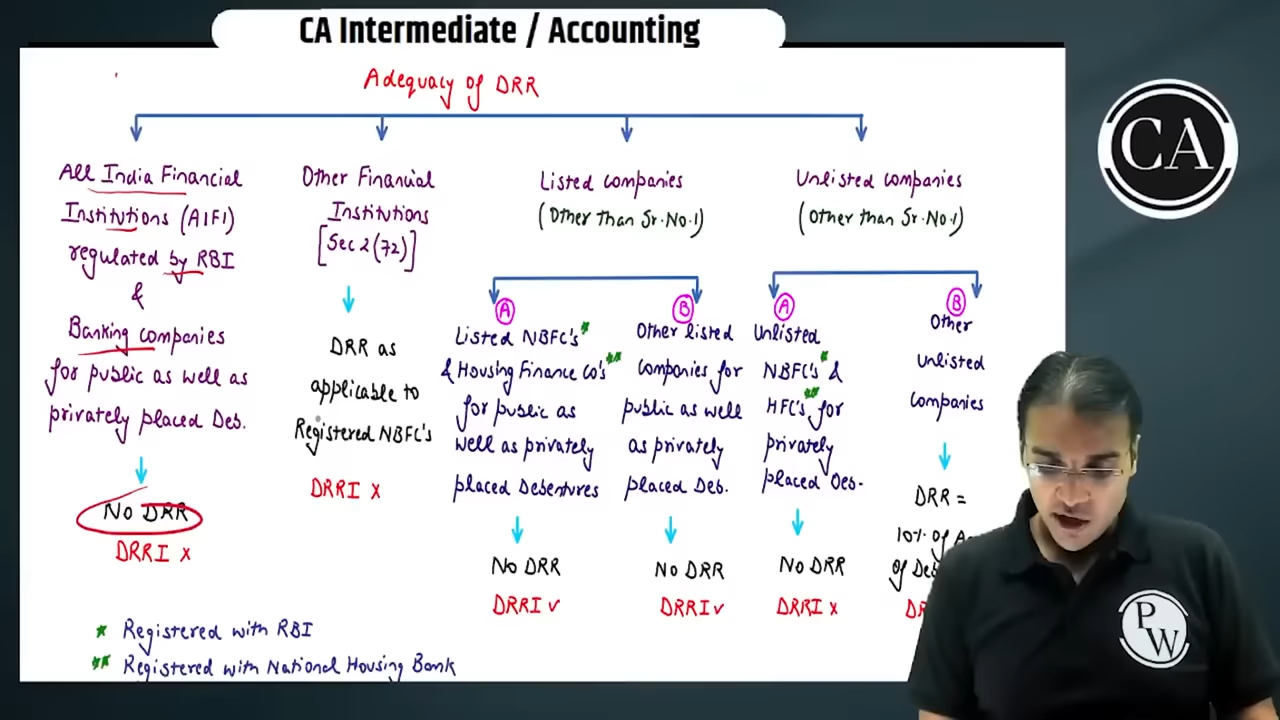 CA Intermediate / Accounting
CA
Adequacy of DRR
All India Financial
Institutions (AIFI)
regulated by RBI
&
Banking companies
for public as well as
privately placed Deb.
No DRR
DRRI x
Other Financial
Institutions
[Sec 2(72)]
DRR as
applicable to
Registered NBFC's
DRRI x
Listed companies
(Other than Sr.No.1)
A
Listed NBFC's*
& Housing Finance Co's**
for public as
well as privately
placed Debentures
No DRR
DRRI ✓
B
Other listed
Companies for
public as well
as privately
placed Deb.
No DRR
DRRI ✓
Unlisted companies
(Other than Sr.No.1)
A
Unlisted
NBFC's* &
HFC's** for
privately
placed Deb.
No DRR
DRRI x
B
Other
unlisted
companies
DRR =
10% of
of
* Registered with RBI
** Registered with National Housing Bank
P
W